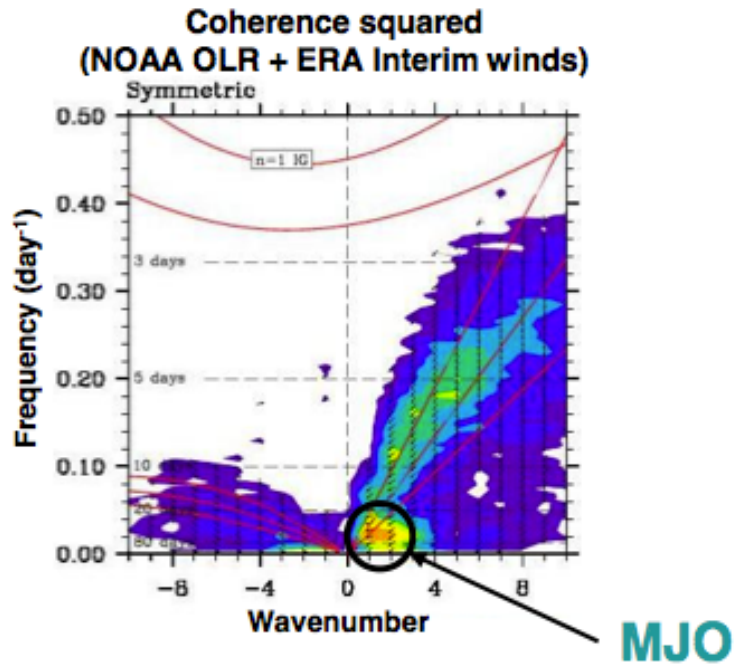 Coherence squared
(NOAA OLR + ERA Interim winds)
Symmetric
0.50
n=1 IG
0.40
3 days
0.30
5 days
0.20
0.10
10
0.00
-8
-4
0
4
8
Frequency (day⁻¹)
Wavenumber
MJO